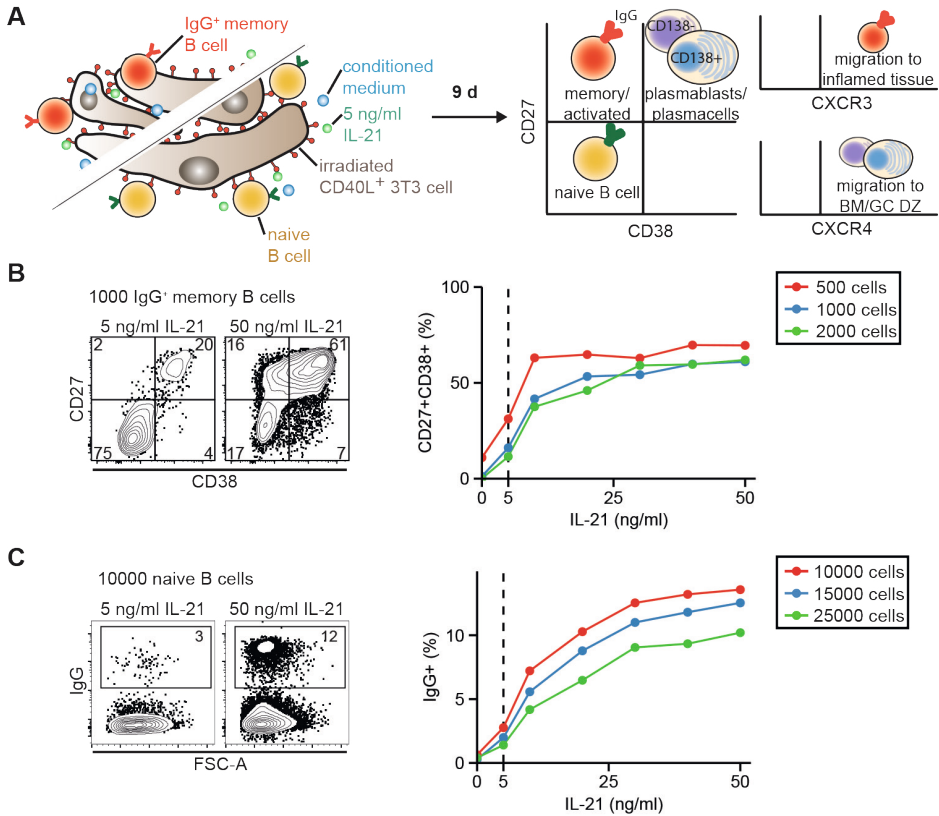 A
IgG⁺ memory
B cell
conditioned
medium
5 ng/ml
IL-21
irradiated
CD40L⁺ 3T3 cell
naive
B cell
9 d
IgG
CD138-
CD138+
memory/
activated
plasmablasts/
plasmacells
naive B cell
CD27
CD38
migration to
inflamed tissue
CXCR3
migration to
BM/GC DZ
CXCR4
B
1000 IgG⁺ memory B cells
5 ng/ml IL-21
50 ng/ml IL-21
2
20
75
4
16
61
17
7
CD27
CD38
CD27+CD38+ (%)
100
50
0
0
5
25
50
IL-21 (ng/ml)
500 cells
1000 cells
2000 cells
C
10000 naive B cells
5 ng/ml IL-21
50 ng/ml IL-21
3
12
IgG
FSC-A
IgG+ (%)
10
5
0
0
5
25
50
IL-21 (ng/ml)
10000 cells
15000 cells
25000 cells